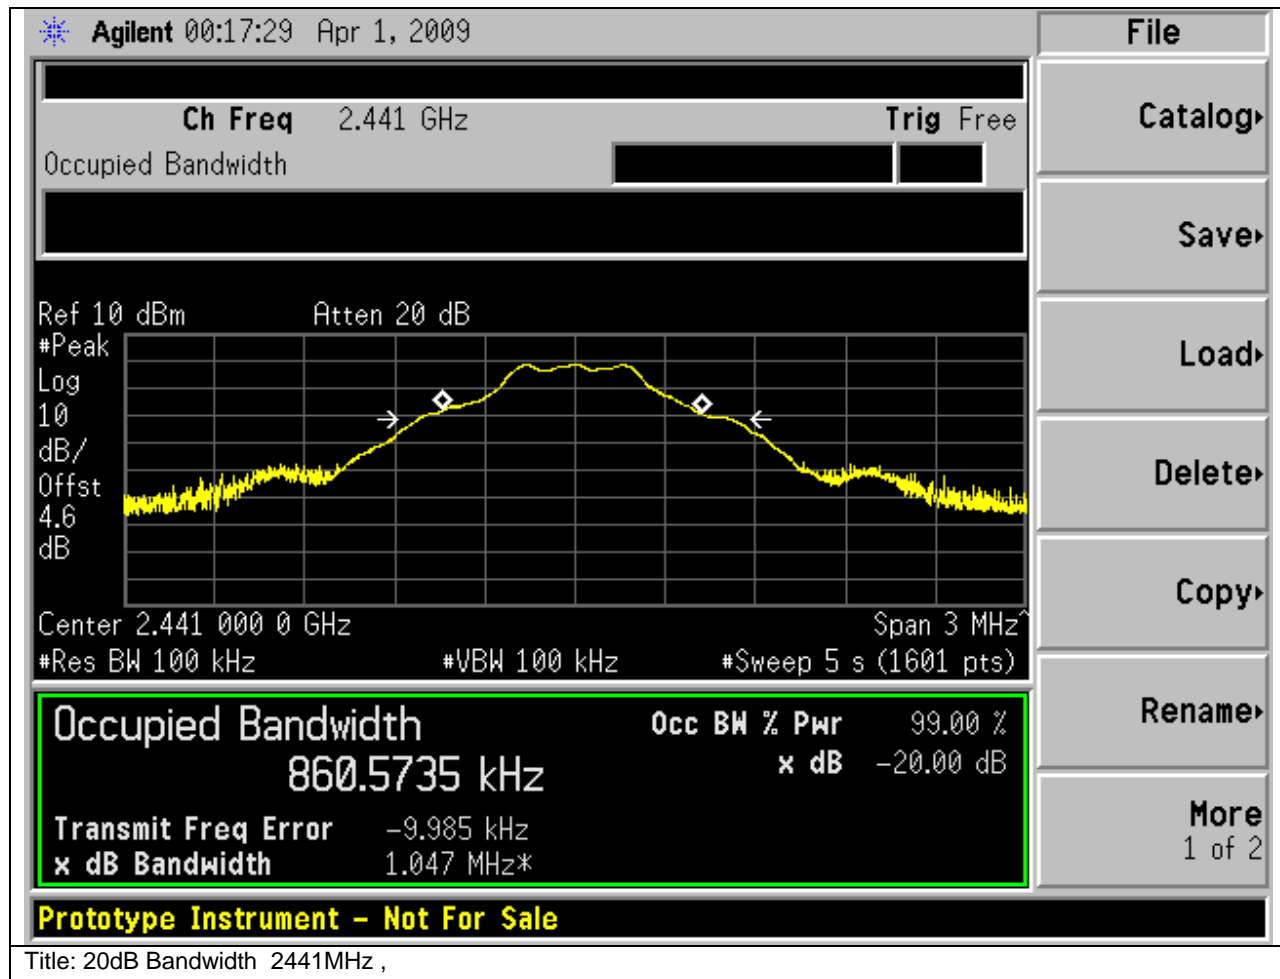 Agilent 00:17:29 Apr 1, 2009
File
Ch Freq 2.441 GHz
Trig Free
Occupied Bandwidth
Catalog
Save
Load
Delete
Copy
Rename
More
1 of 2
Ref 10 dBm Atten 20 dB
#Peak
Log
10
dB/
Offst
4.6
dB
Center 2.441 000 0 GHz Span 3 MHz^
#Res BW 100 kHz #VBW 100 kHz #Sweep 5 s (1601 pts)
Occupied Bandwidth
860.5735 kHz
Occ BW % Pwr 99.00 %
x dB -20.00 dB
Transmit Freq Error -9.985 kHz
x dB Bandwidth 1.047 MHz*
Prototype Instrument - Not For Sale
Title: 20dB Bandwidth 2441MHz ,